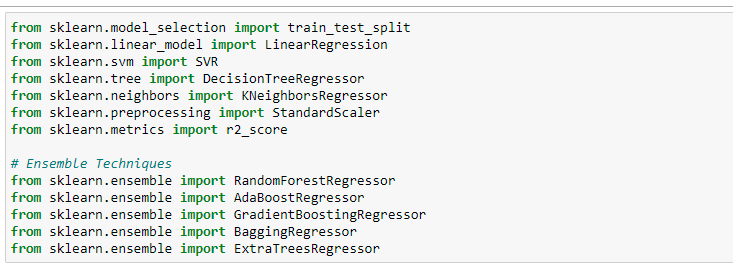 from sklearn.model_selection import train_test_split
from sklearn.linear_model import LinearRegression
from sklearn.svm import SVR
from sklearn.tree import DecisionTreeRegressor
from sklearn.neighbors import KNeighborsRegressor
from sklearn.preprocessing import StandardScaler
from sklearn.metrics import r2_score

# Ensemble Techniques
from sklearn.ensemble import RandomForestRegressor
from sklearn.ensemble import AdaBoostRegressor
from sklearn.ensemble import GradientBoostingRegressor
from sklearn.ensemble import BaggingRegressor
from sklearn.ensemble import ExtraTreesRegressor